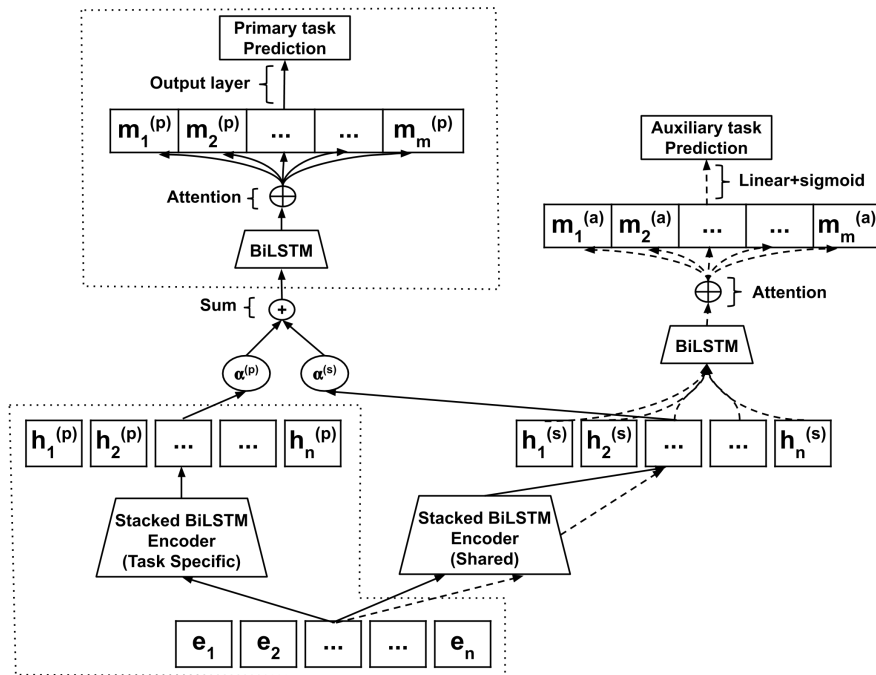 Primary task
Prediction
Output layer
m1(p) m2(p) ... ... mm(p)
Attention
BiLSTM
Sum
+
α(p) α(s)
h1(p) h2(p) ... ... hn(p)
Stacked BiLSTM
Encoder
(Task Specific)
Auxiliary task
Prediction
Linear+sigmoid
m1(a) m2(a) ... ... mm(a)
Attention
BiLSTM
h1(s) h2(s) ... ... hn(s)
Stacked BiLSTM
Encoder
(Shared)
e1 e2 ... ... en